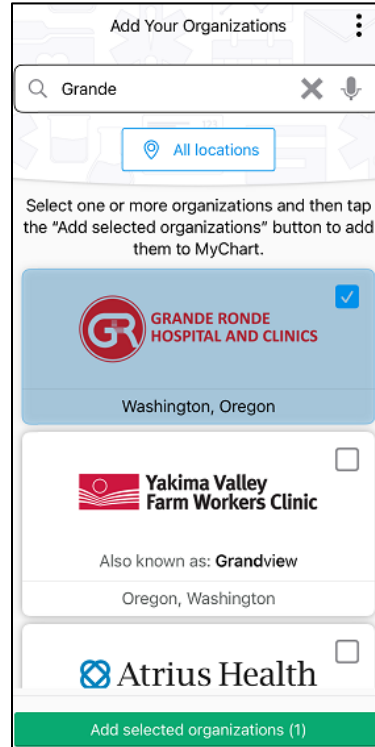 Add Your Organizations
Grande
All locations
Select one or more organizations and then tap
the "Add selected organizations" button to add
them to MyChart.
GR
GRANDE RONDE
HOSPITAL AND CLINICS
Washington, Oregon
Yakima Valley
Farm Workers Clinic
Also known as: Grandview
Oregon, Washington
Atrius Health
Add selected organizations (1)